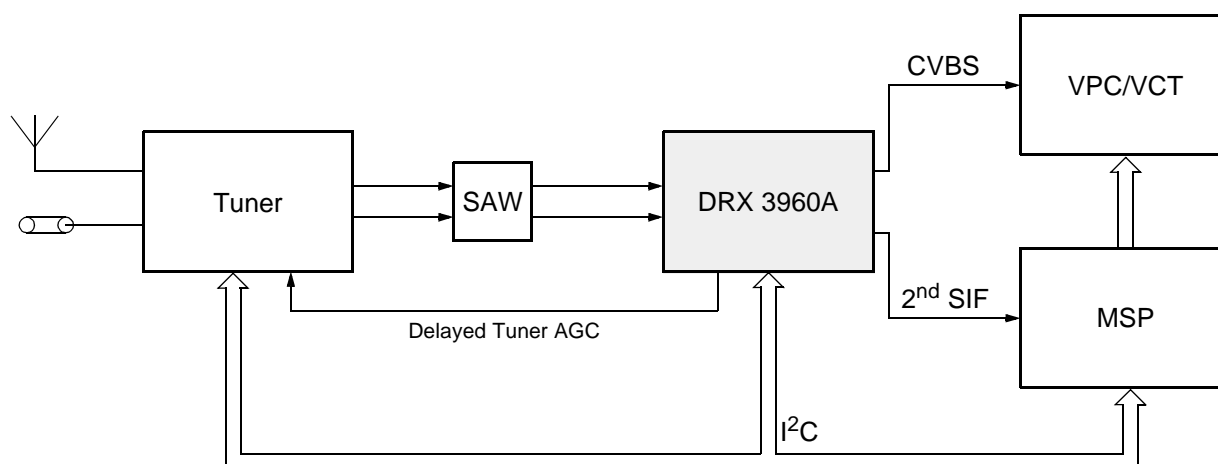 CVBS
VPC/VCT
Tuner
SAW
DRX 3960A
2nd SIF
MSP
Delayed Tuner AGC
I2C